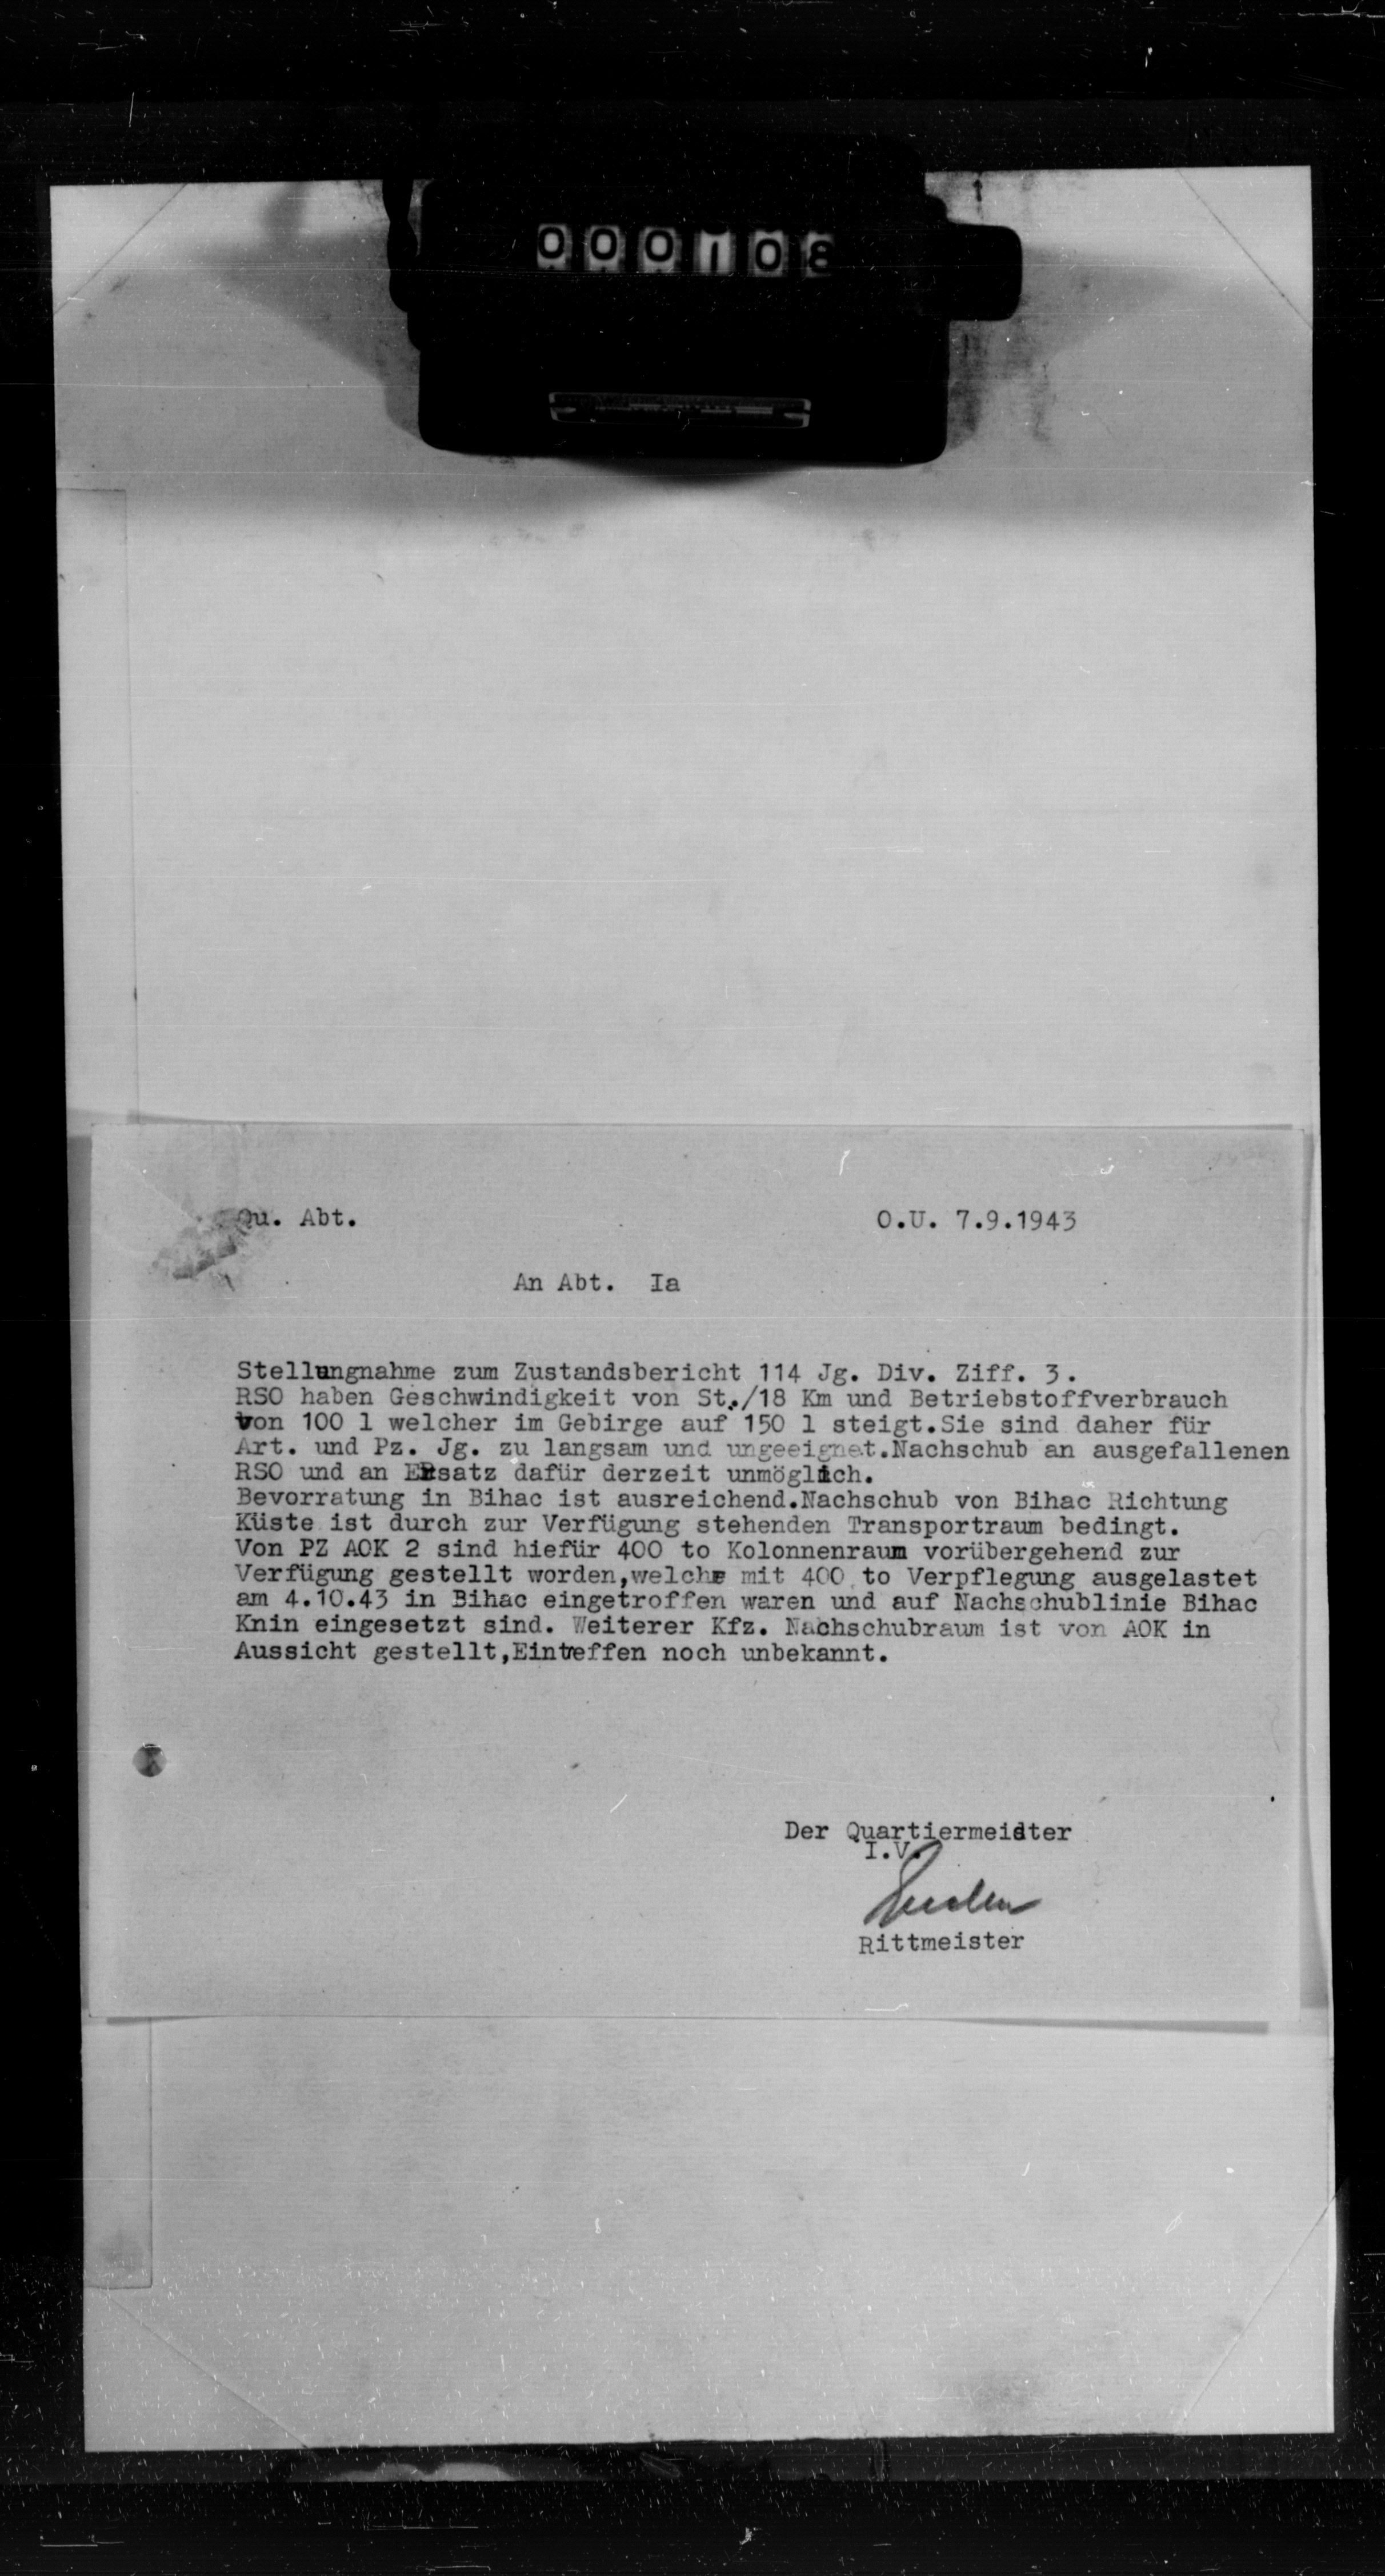 000108
Qu. Abt.
O.U. 7.9.1943
An Abt. Ia
Stellungnahme zum Zustandsbericht 114 Jg. Div. Ziff. 3.
RSO haben Geschwindigkeit von St./18 Km und Betriebstoffverbrauch
von 100 l welcher im Gebirge auf 150 l steigt.Sie sind daher für
Art. und Pz. Jg. zu langsam und ungeeignet.Nachschub an ausgefallenen
RSO und an Ersatz dafür derzeit unmöglich.
Bevorratung in Bihac ist ausreichend.Nachschub von Bihac Richtung
Küste ist durch zur Verfügung stehenden Transportraum bedingt.
Von PZ AOK 2 sind hiefür 400 to Kolonnenraum vorübergehend zur
Verfügung gestellt worden,welche mit 400 to Verpflegung ausgelastet
am 4.10.43 in Bihac eingetroffen waren und auf Nachschublinie Bihac
Knin eingesetzt sind. Weiterer Kfz. Nachschubraum ist von AOK in
Aussicht gestellt,Eintreffen noch unbekannt.
Der Quartiermeister
I.V.
Rittmeister